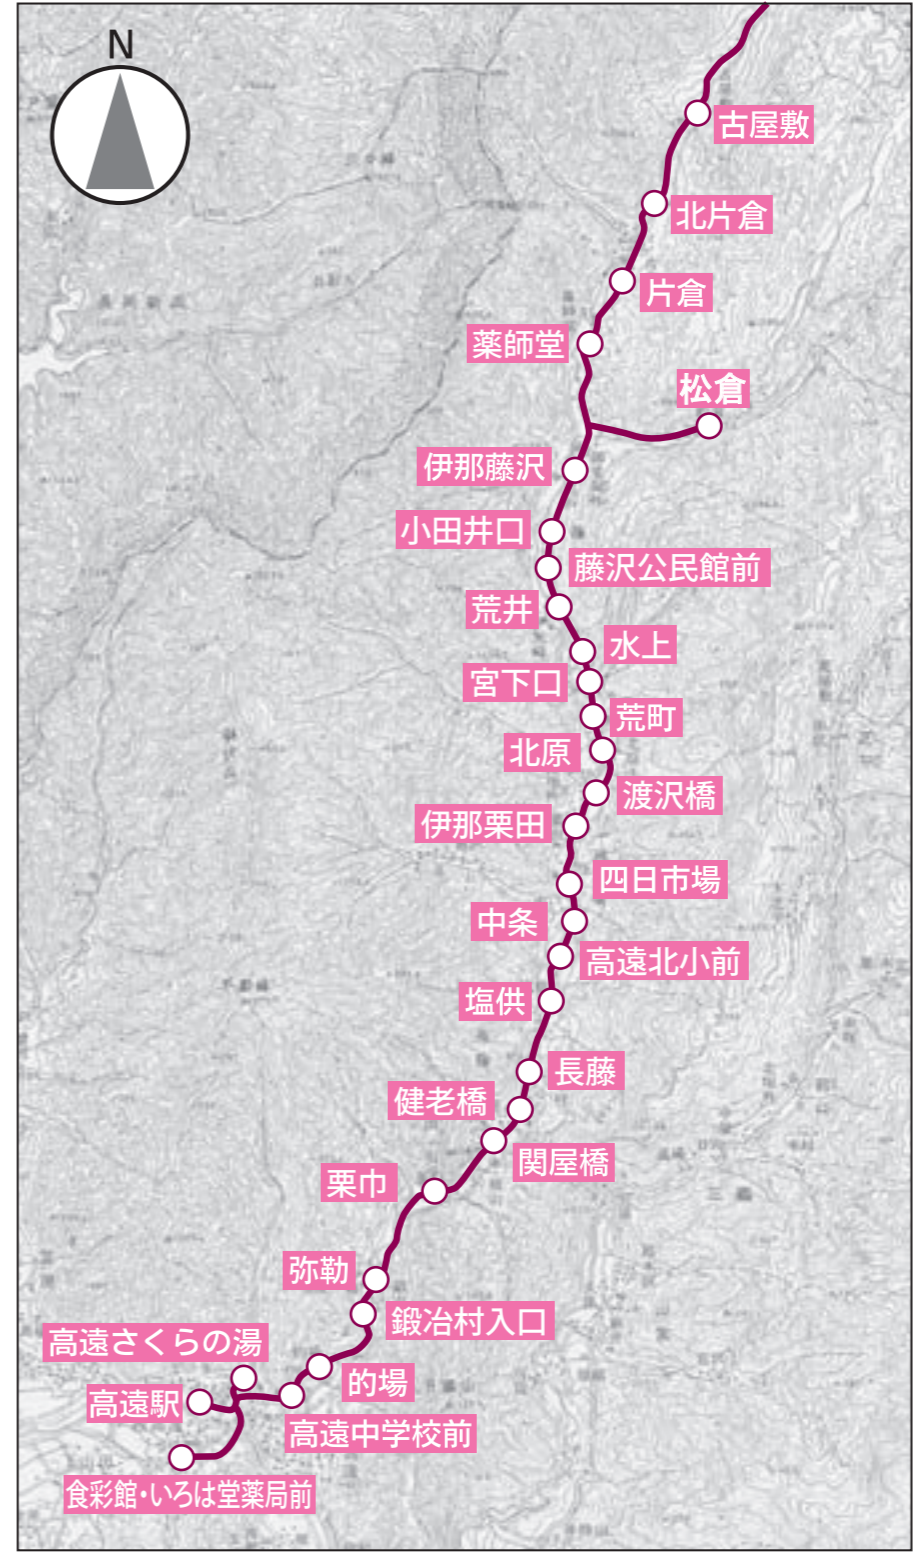 N
古屋敷
北片倉
片倉
薬師堂
松倉
伊那藤沢
小田井口
藤沢公民館前
荒井
水上
宮下口
荒町
北原
渡沢橋
伊那栗田
四日市場
中条
高遠北小前
塩供
長藤
健老橋
関屋橋
栗巾
弥勒
鍛冶村入口
高遠さくらの湯
的場
高遠駅
高遠中学校前
食彩館・いろは堂薬局前